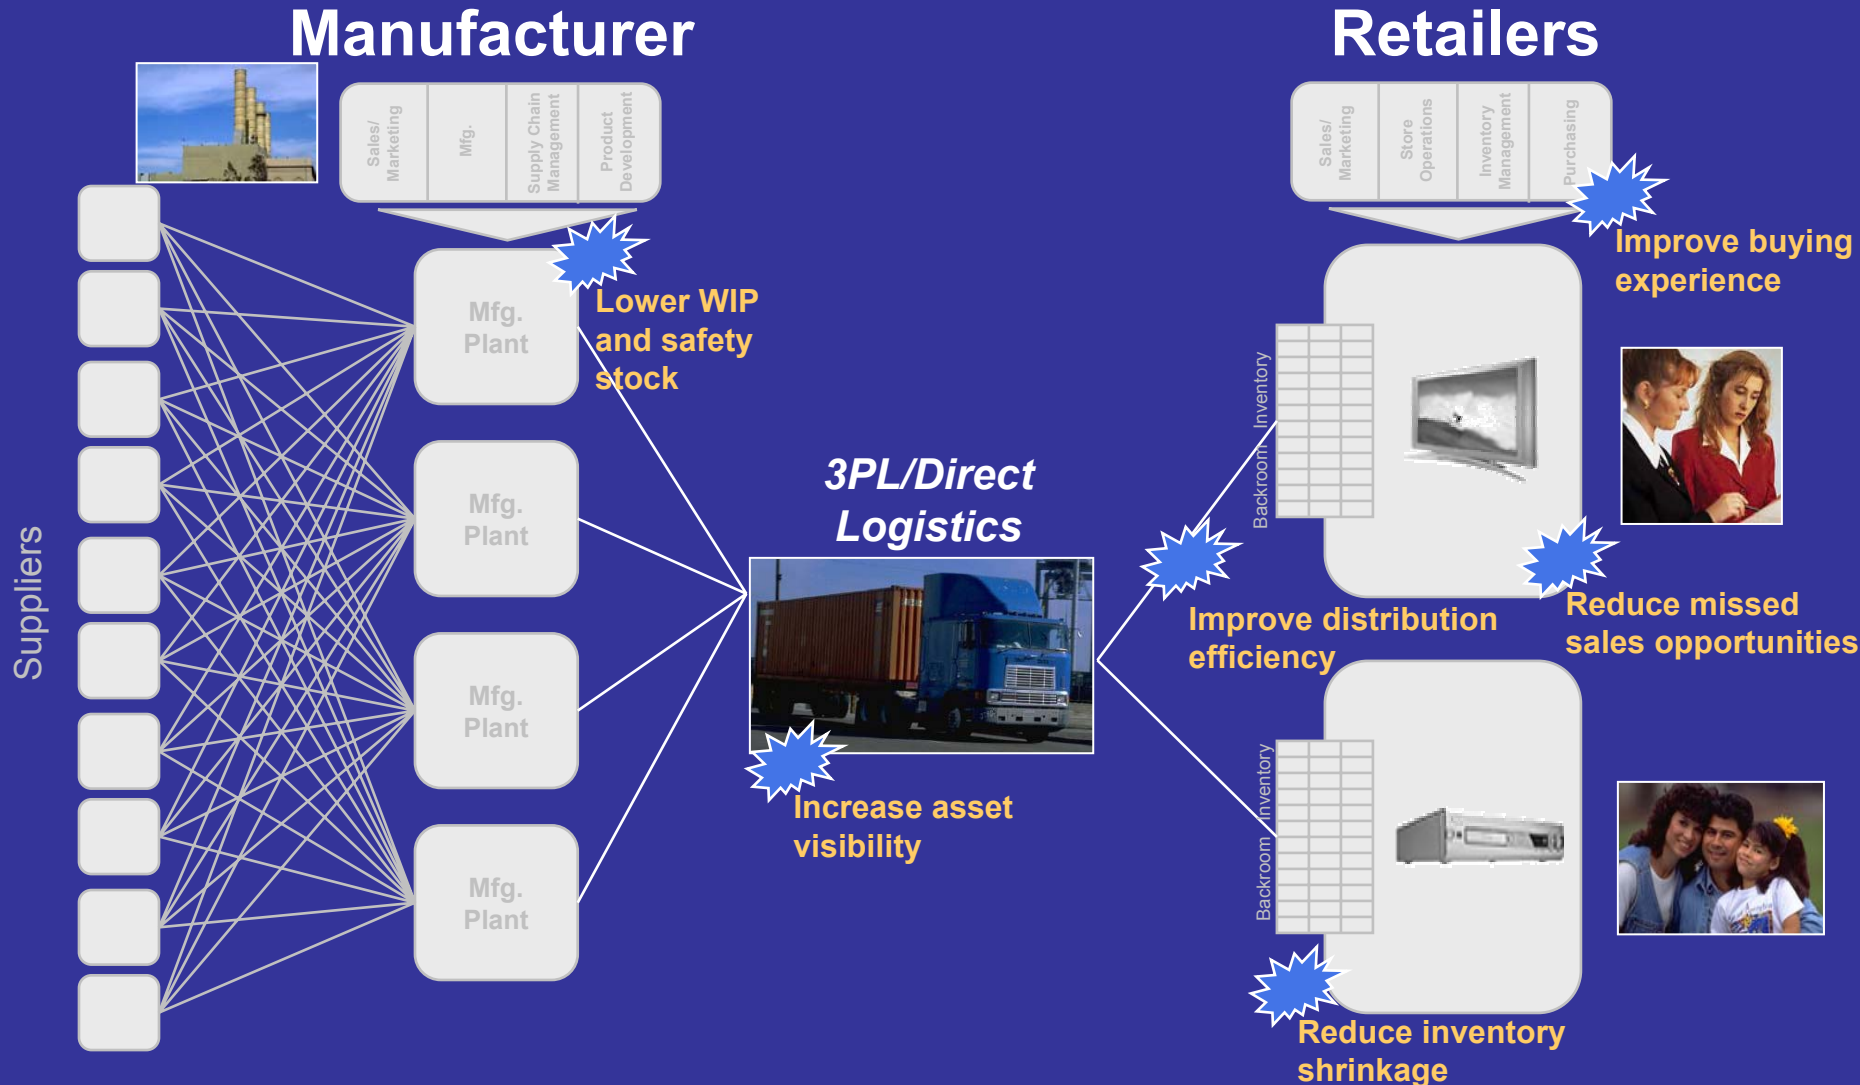 Manufacturer
Retailers
Sales/
Marketing
Mfg.
Supply Chain
Management
Product
Development
Sales/
Marketing
Store
Operations
Inventory
Management
Purchasing
Improve buying
experience
Lower WIP
and safety
stock
Mfg.
Plant
Mfg.
Plant
Mfg.
Plant
Mfg.
Plant
Suppliers
3PL/Direct
Logistics
Increase asset
visibility
Backroom Inventory
Improve distribution
efficiency
Reduce missed
sales opportunities
Backroom Inventory
Reduce inventory
shrinkage